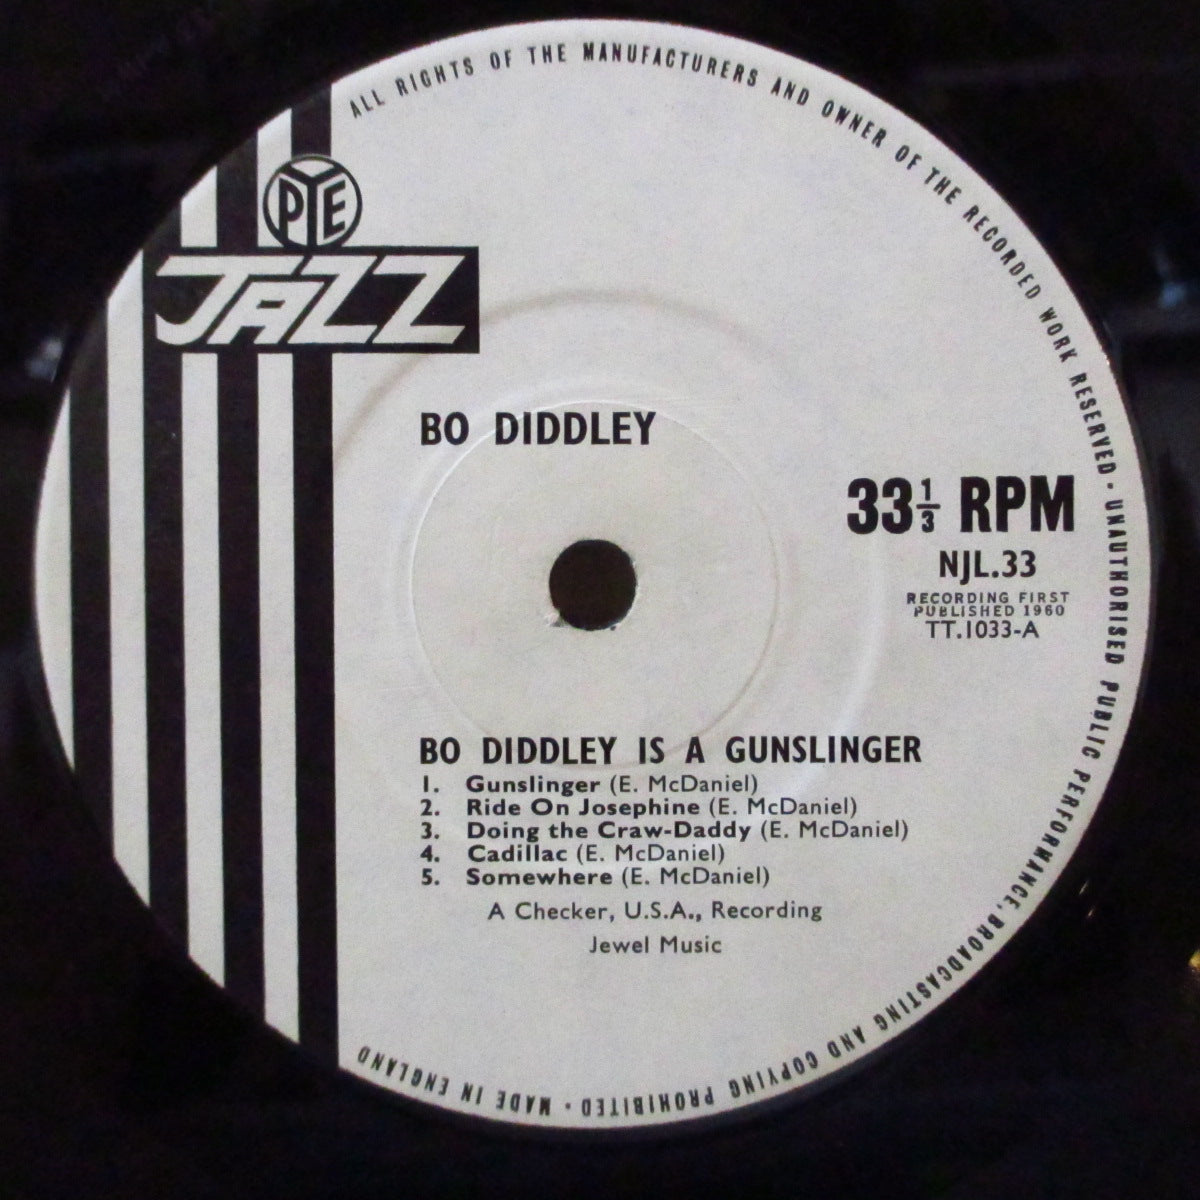 ALL RIGHTS OF THE MANUFACTURERS AND OWNER OF THE RECORDED WORK RESERVED · UNAUTHORISED PUBLIC PERFORMANCE, BROADCASTING AND COPYING PROHIBITED · MADE IN ENGLAND
PYE
JAZZ
BO DIDDLEY
33 1/3 RPM
NJL.33
RECORDING FIRST
PUBLISHED 1960
TT.1033-A
BO DIDDLEY IS A GUNSLINGER
1. Gunslinger (E. McDaniel)
2. Ride On Josephine (E. McDaniel)
3. Doing the Craw-Daddy (E. McDaniel)
4. Cadillac (E. McDaniel)
5. Somewhere (E. McDaniel)
A Checker, U.S.A., Recording
Jewel Music